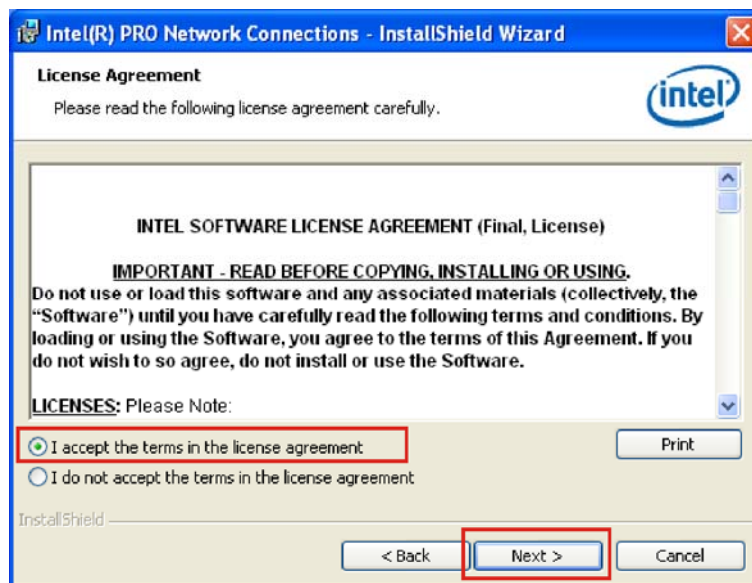 Intel(R) PRO Network Connections - InstallShield Wizard
License Agreement
Please read the following license agreement carefully.
intel
INTEL SOFTWARE LICENSE AGREEMENT (Final, License)
IMPORTANT - READ BEFORE COPYING, INSTALLING OR USING.
Do not use or load this software and any associated materials (collectively, the
“Software”) until you have carefully read the following terms and conditions. By
loading or using the Software, you agree to the terms of this Agreement. If you
do not wish to so agree, do not install or use the Software.
LICENSES: Please Note:
I accept the terms in the license agreement
Print
I do not accept the terms in the license agreement
InstallShield
< Back
Next >
Cancel